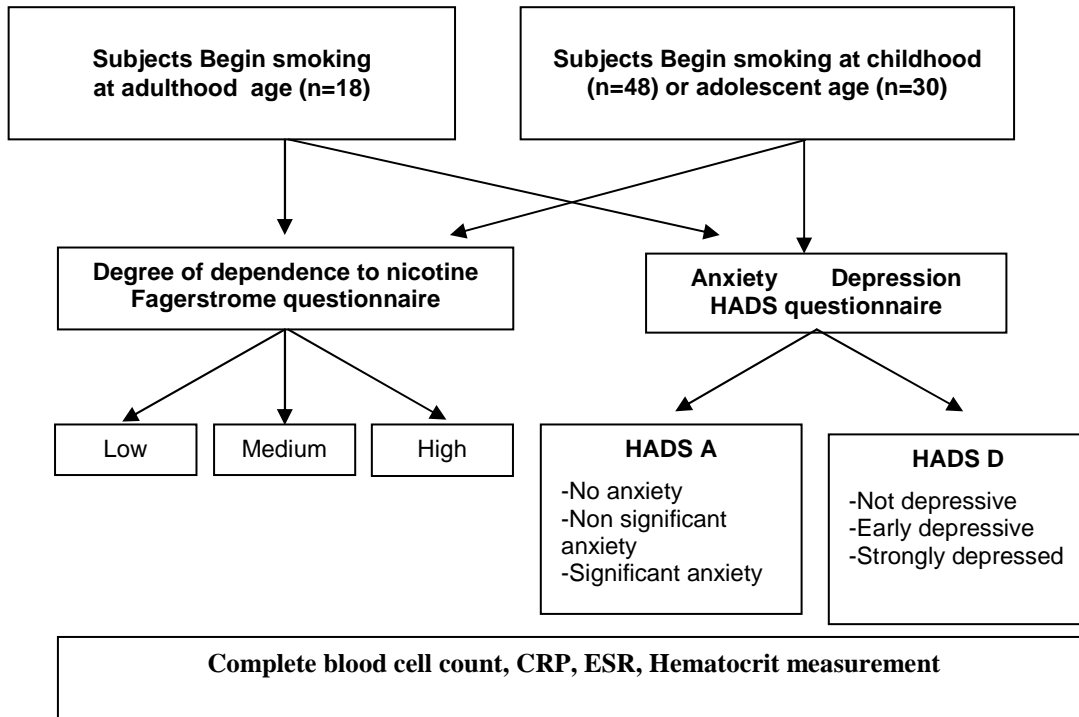 Subjects Begin smoking
at adulthood age (n=18)
Subjects Begin smoking at childhood
(n=48) or adolescent age (n=30)
Degree of dependence to nicotine
Fagerstrome questionnaire
Anxiety Depression
HADS questionnaire
Low
Medium
High
HADS A
-No anxiety
-Non significant
anxiety
-Significant anxiety
HADS D
-Not depressive
-Early depressive
-Strongly depressed
Complete blood cell count, CRP, ESR, Hematocrit measurement